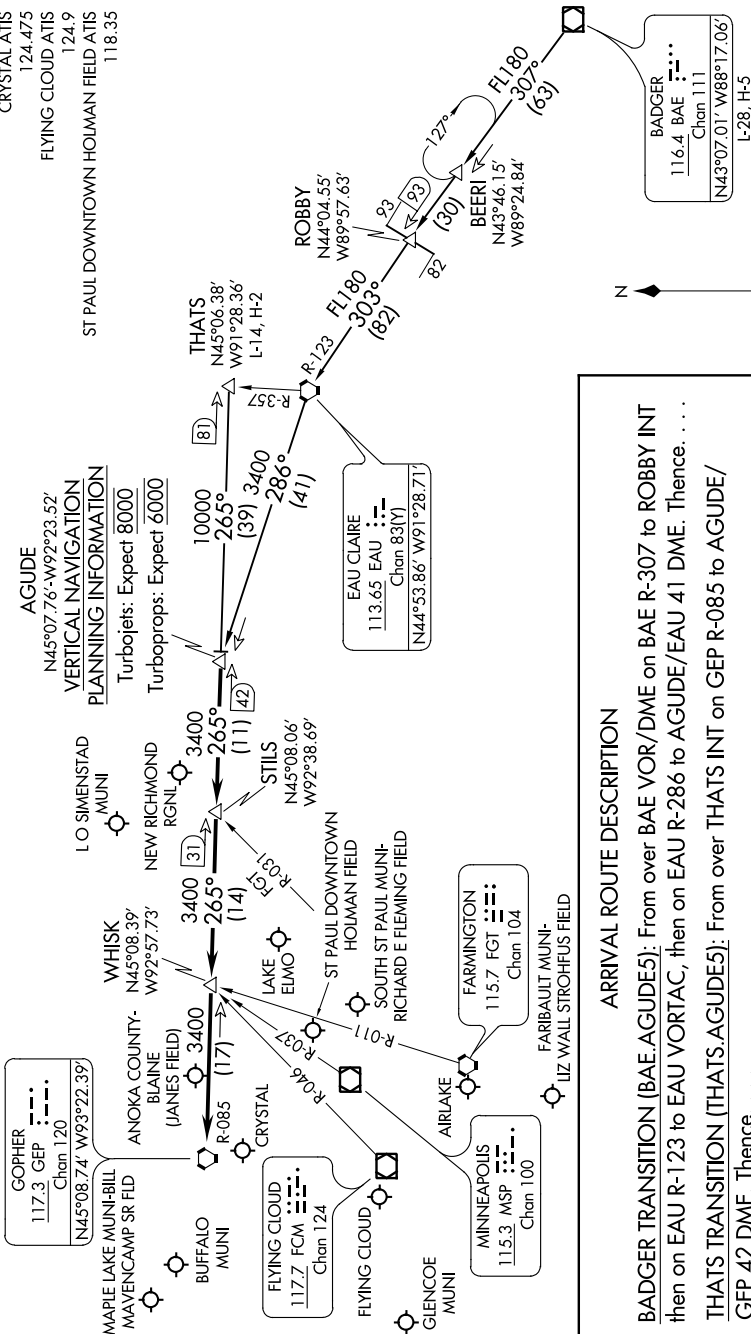 CRYSTAL ATIS
124.475
FLYING CLOUD ATIS
124.9
ST PAUL DOWNTOWN HOLMAN FIELD ATIS
118.35
GOPHER
117.3 GEP
Chan 120
N45°08.74' W93°22.39'
MAPLE LAKE MUNI-BILL
MAVENCAMP SR FLD
BUFFALO
MUNI
ANOKA COUNTY-
BLAINE
(JANES FIELD)
CRYSTAL
R-085
3400
(17)
WHISK
N45°08.39'
W92°57.73'
3400
265°
(14)
31
L O SIMENSTAD
MUNI
NEW RICHMOND
RGNL
STILS
N45°08.06'
W92°38.69'
3400
265°
(11)
42
AGUDE
N45°07.76'-W92°23.52'
VERTICAL NAVIGATION
PLANNING INFORMATION
Turbojets: Expect 8000
Turboprops: Expect 6000
10000
265°
(39)
81
THATS
N45°06.38'
W91°28.36'
L-14, H-2
3400
286°
(41)
R-357
R-123
EAU CLAIRE
113.65 EAU
Chan 83(Y)
N44°53.86' W91°28.71'
FL180
303°
(82)
ROBBY
N44°04.55'
W89°57.63'
93
93
82
(30)
BEERI
N43°46.15'
W89°24.84'
127°
FL180
307°
(63)
BADGER
116.4 BAE
Chan 111
N43°07.01' W88°17.06'
L-28, H-5
N
LAKE
ELMO
FGT
R-031
ST PAUL DOWNTOWN
HOLMAN FIELD
SOUTH ST PAUL MUNI-
RICHARD E FLEMING FIELD
R-011
R-037
R-046
FLYING CLOUD
117.7 FCM
Chan 124
FLYING CLOUD
GLENCOE
MUNI
MINNEAPOLIS
115.3 MSP
Chan 100
FARMINGTON
115.7 FGT
Chan 104
AIRLAKE
FARIBAULT MUNI-
LIZ WALL STROHFUS FIELD
ARRIVAL ROUTE DESCRIPTION
BADGER TRANSITION (BAE.AGUDE5): From over BAE VOR/DME on BAE R-307 to ROBBY INT
then on EAU R-123 to EAU VORTAC, then on EAU R-286 to AGUDE/EAU 41 DME. Thence. . . .
THATS TRANSITION (THATS.AGUDE5): From over THATS INT on GEP R-085 to AGUDE/
GEP 42 DME. Thence. . . .